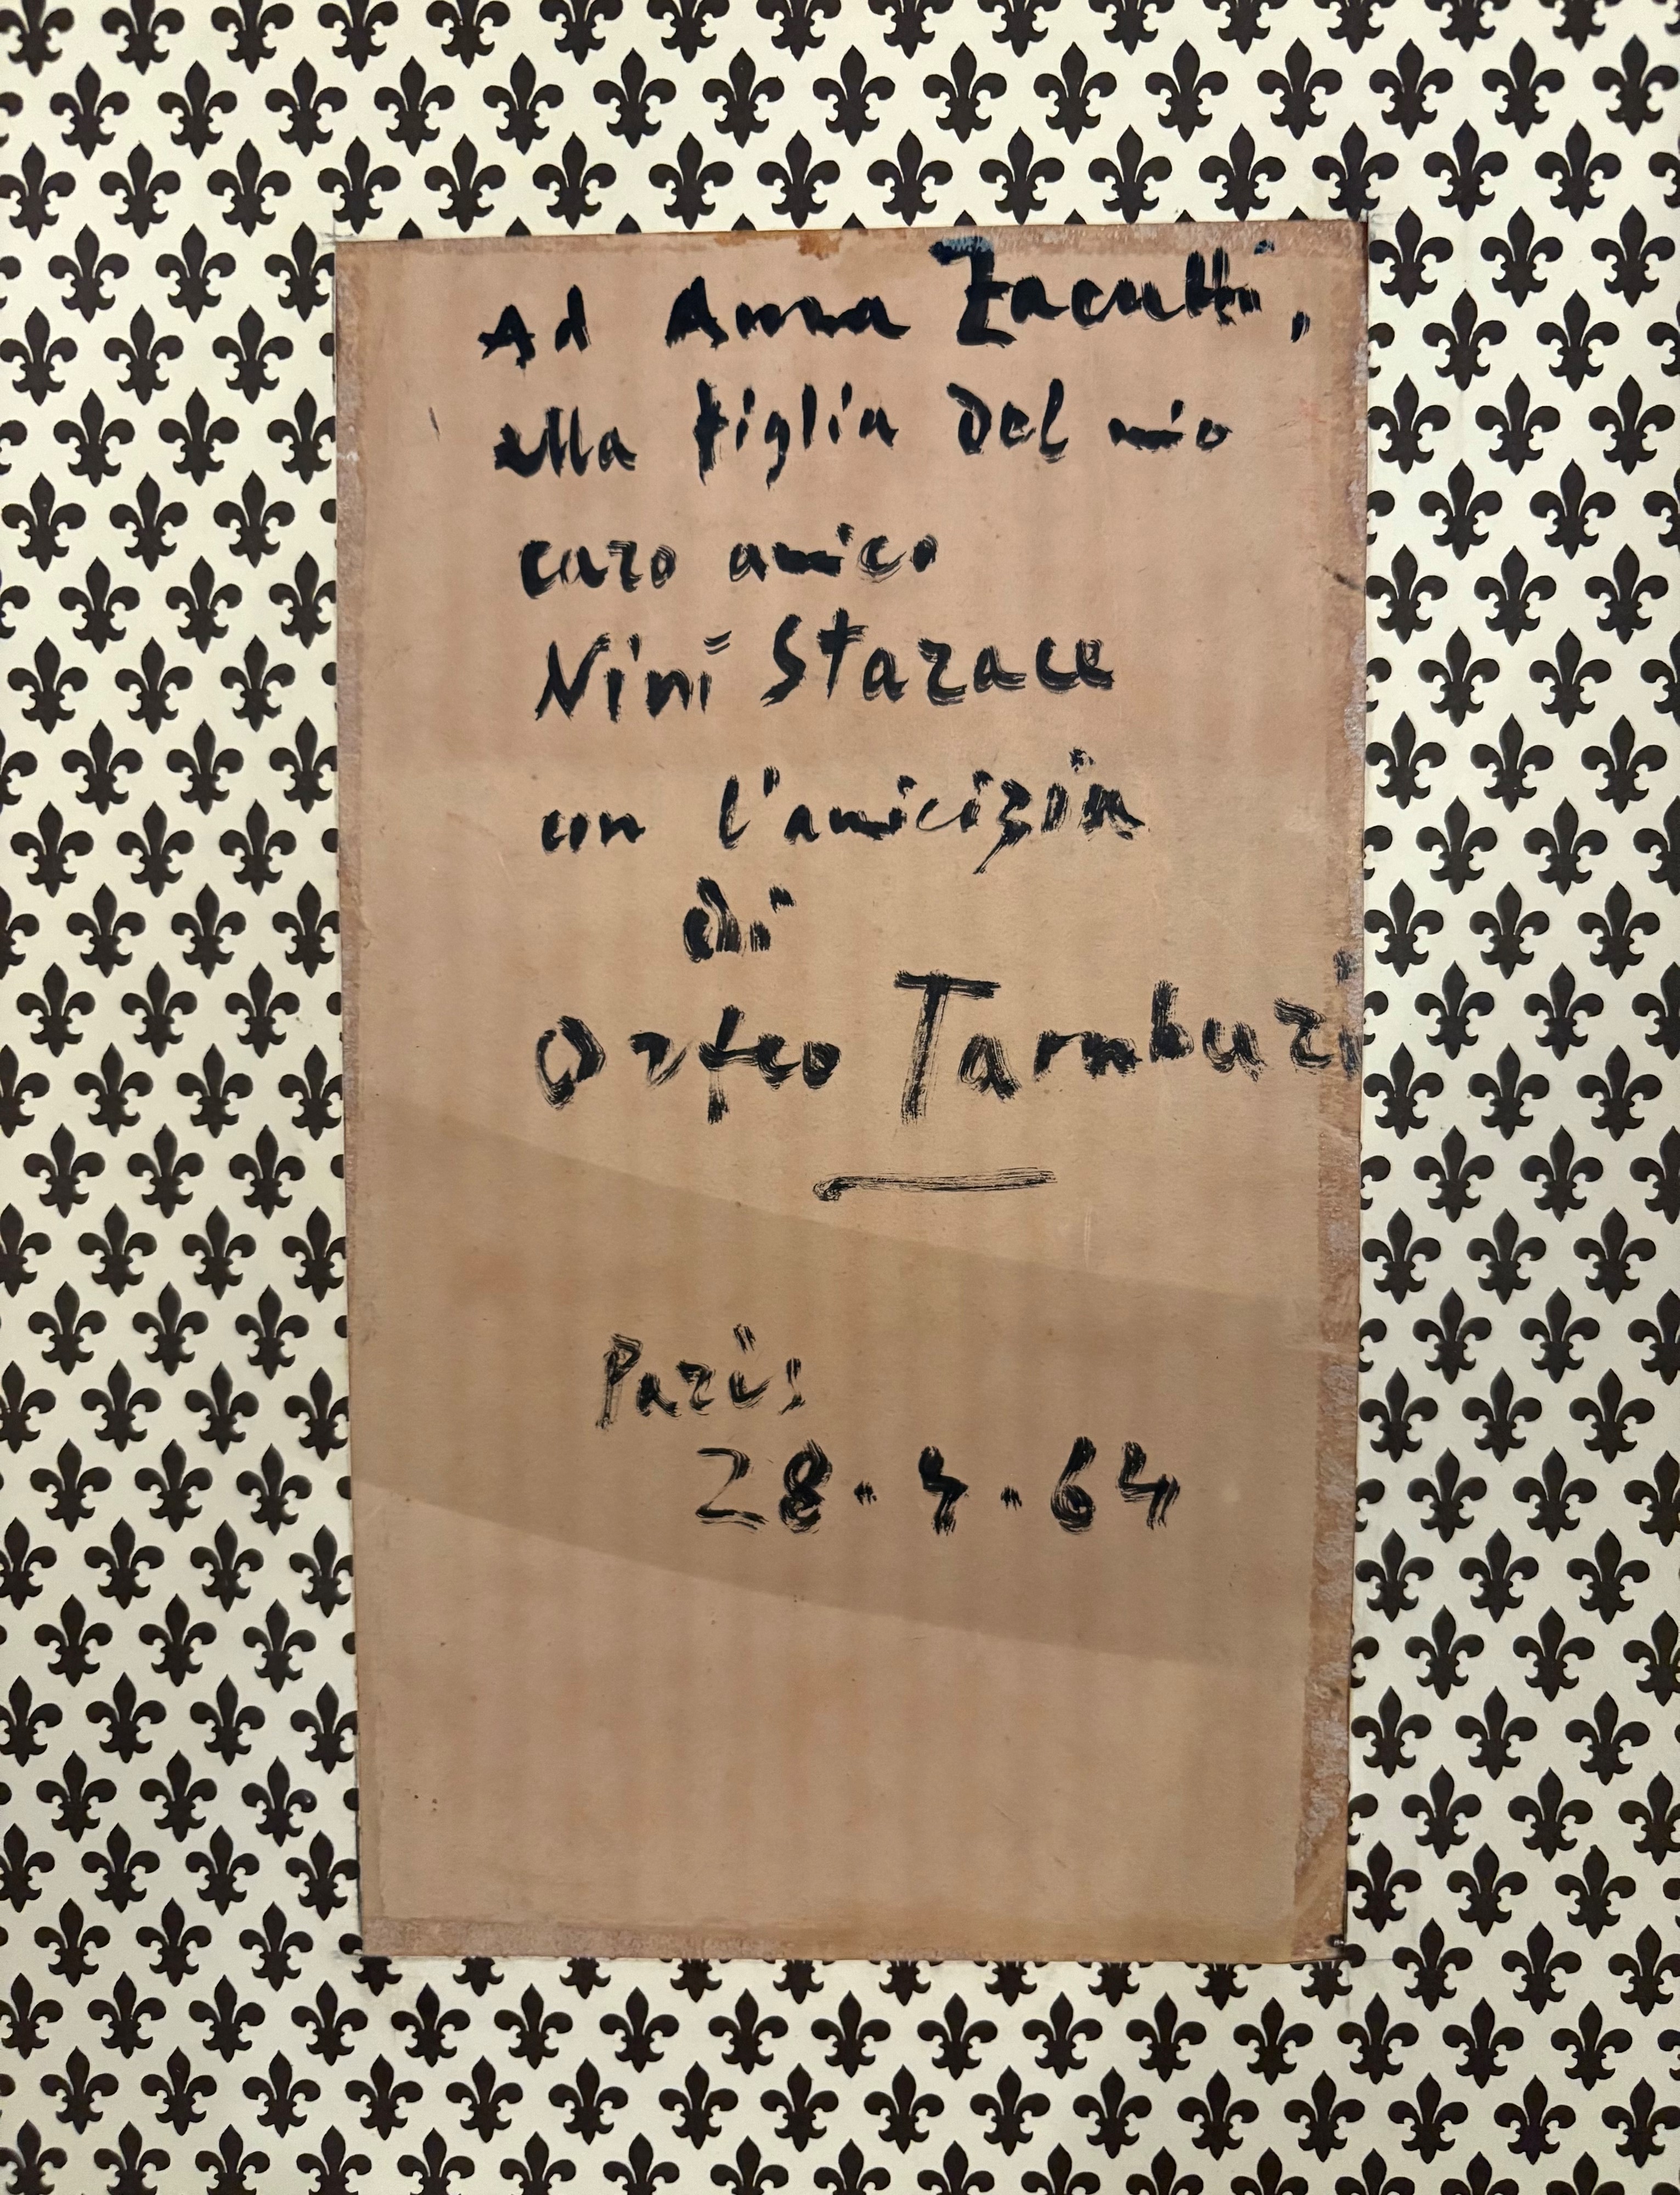 Ad Anna Zacutti,
alla figlia del mio
caro amico
Ninì Starace
con l'amicizia
di
Orfeo Tamburi
Paris
28.4.64